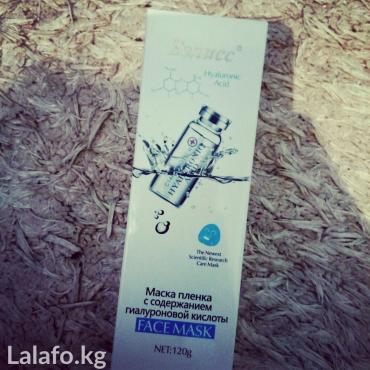 Hyaluronic
Acid
HYALURONIC
The Newest
Scientific Research
Care Mask
Маска пленка
с содержанием
гиалуроновой кислоты
FACE MASK
NET:120g
Lalafo.kg